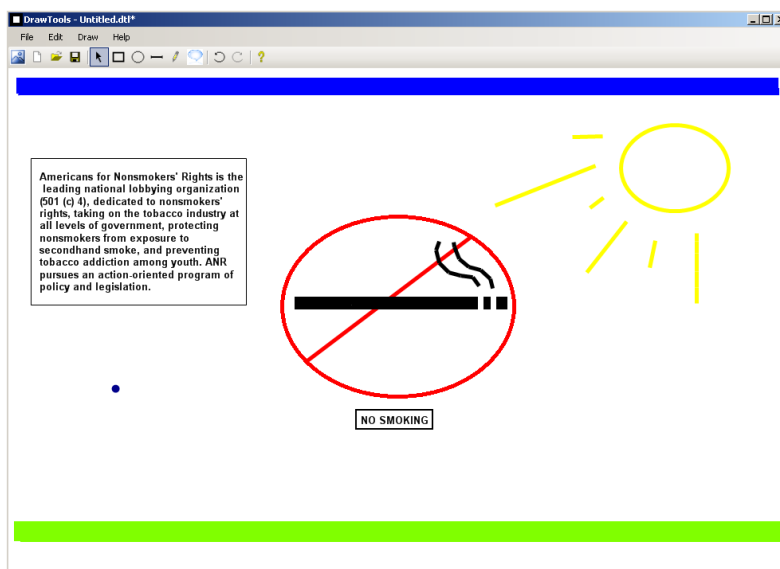 DrawTools - Untitled.dtl*
File Edit Draw Help
Americans for Nonsmokers' Rights is the
leading national lobbying organization
(501 (c) 4), dedicated to nonsmokers'
rights, taking on the tobacco industry at
all levels of government, protecting
nonsmokers from exposure to
secondhand smoke, and preventing
tobacco addiction among youth. ANR
pursues an action-oriented program of
policy and legislation.
NO SMOKING